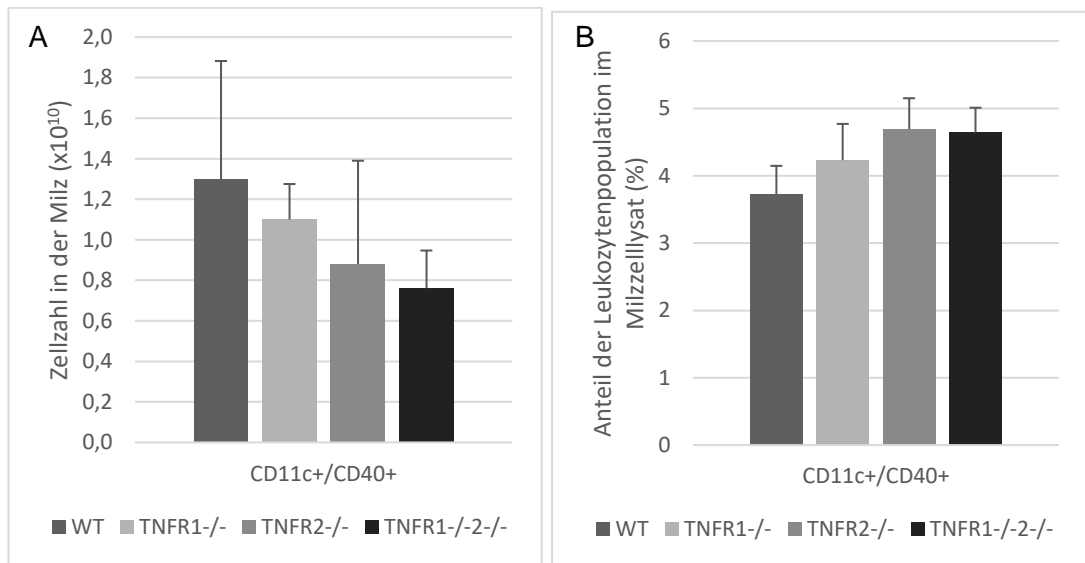 A
Zellzahl in der Milz (x10¹⁰)
2,0
1,8
1,6
1,4
1,2
1,0
0,8
0,6
0,4
0,2
0,0
CD11c+/CD40+
WT TNFR1-/- TNFR2-/- TNFR1-/-2-/-
B
Anteil der Leukozytenpopulation im
Milzzelllysat (%)
6
5
4
3
2
1
0
CD11c+/CD40+
WT TNFR1-/- TNFR2-/- TNFR1-/-2-/-